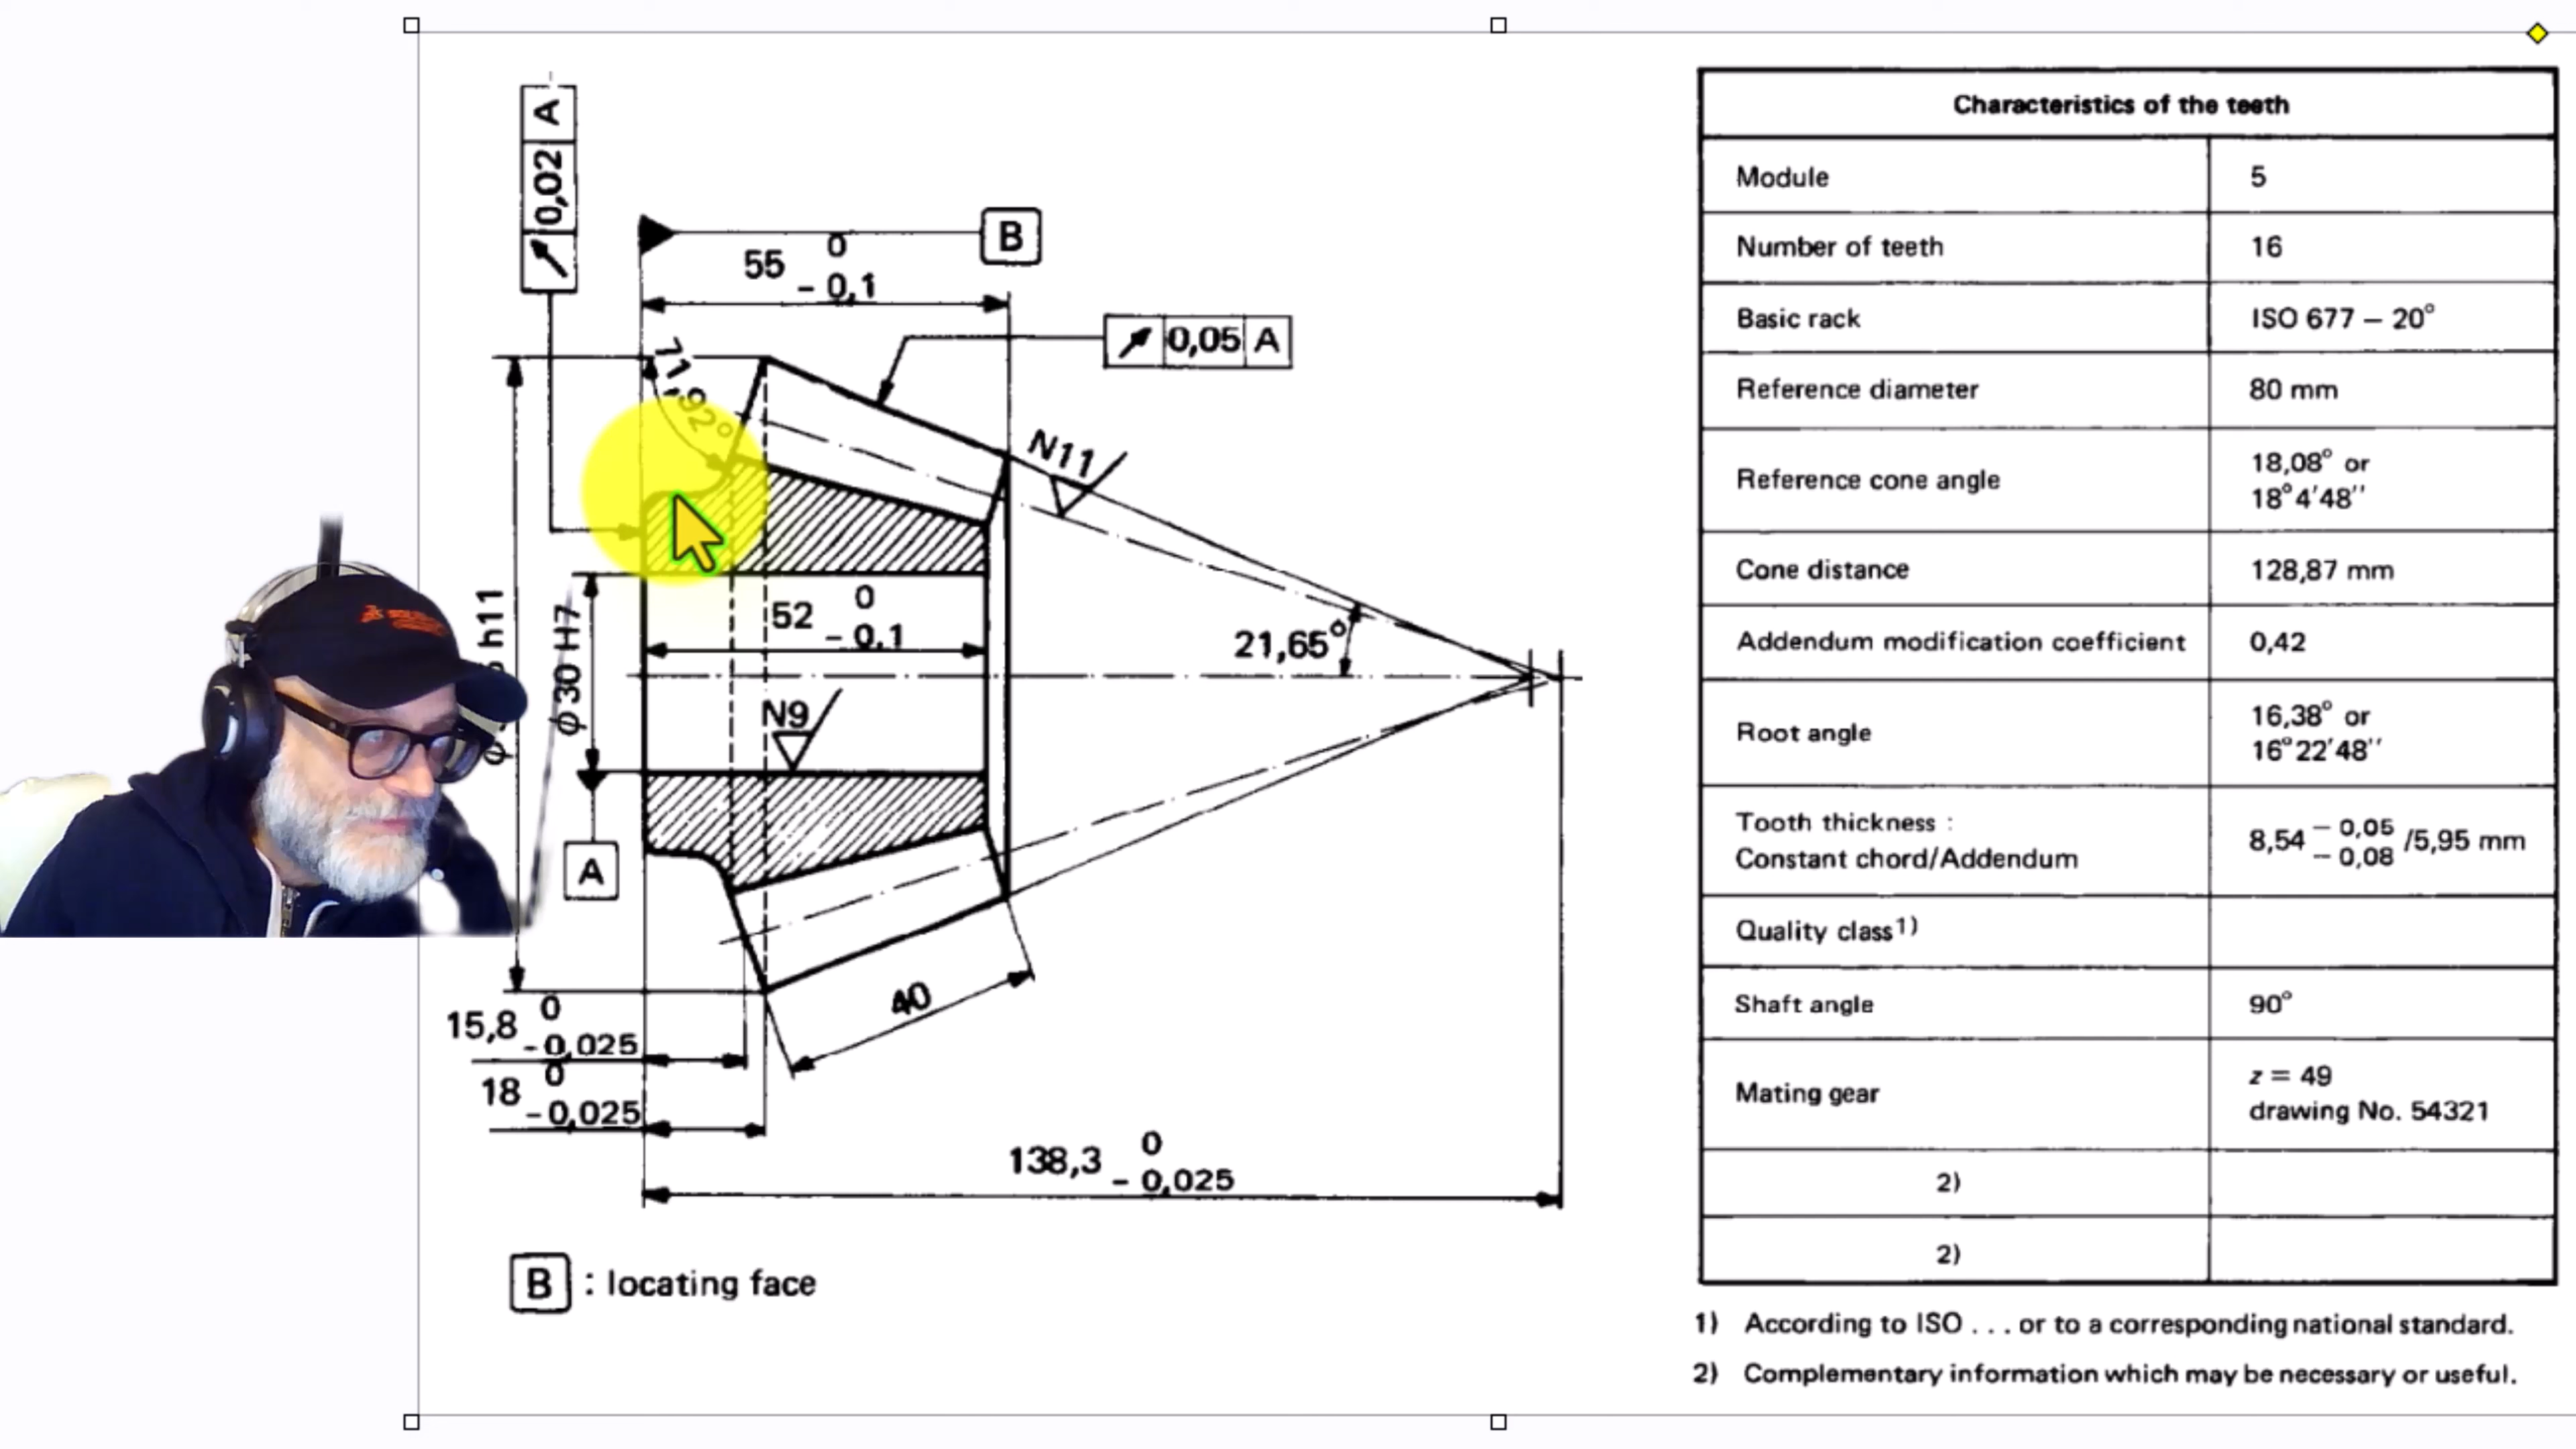 0,02 A
B
55 0 - 0,1
0,05 A
71,92°
N11
h11
ϕ 30 H7
52 0 - 0,1
21,65°
N9
A
40
15,8 0 - 0,025
18 0 - 0,025
138,3 0 - 0,025
B : locating face
Characteristics of the teeth
Module 5
Number of teeth 16
Basic rack ISO 677 – 20°
Reference diameter 80 mm
Reference cone angle 18,08° or
18°4′48′′
Cone distance 128,87 mm
Addendum modification coefficient 0,42
Root angle 16,38° or
16°22′48′′
Tooth thickness :
Constant chord/Addendum 8,54 – 0,05 – 0,08 /5,95 mm
Quality class1)
Shaft angle 90°
Mating gear z = 49
drawing No. 54321
2)
2)
1) According to ISO . . . or to a corresponding national standard.
2) Complementary information which may be necessary or useful.